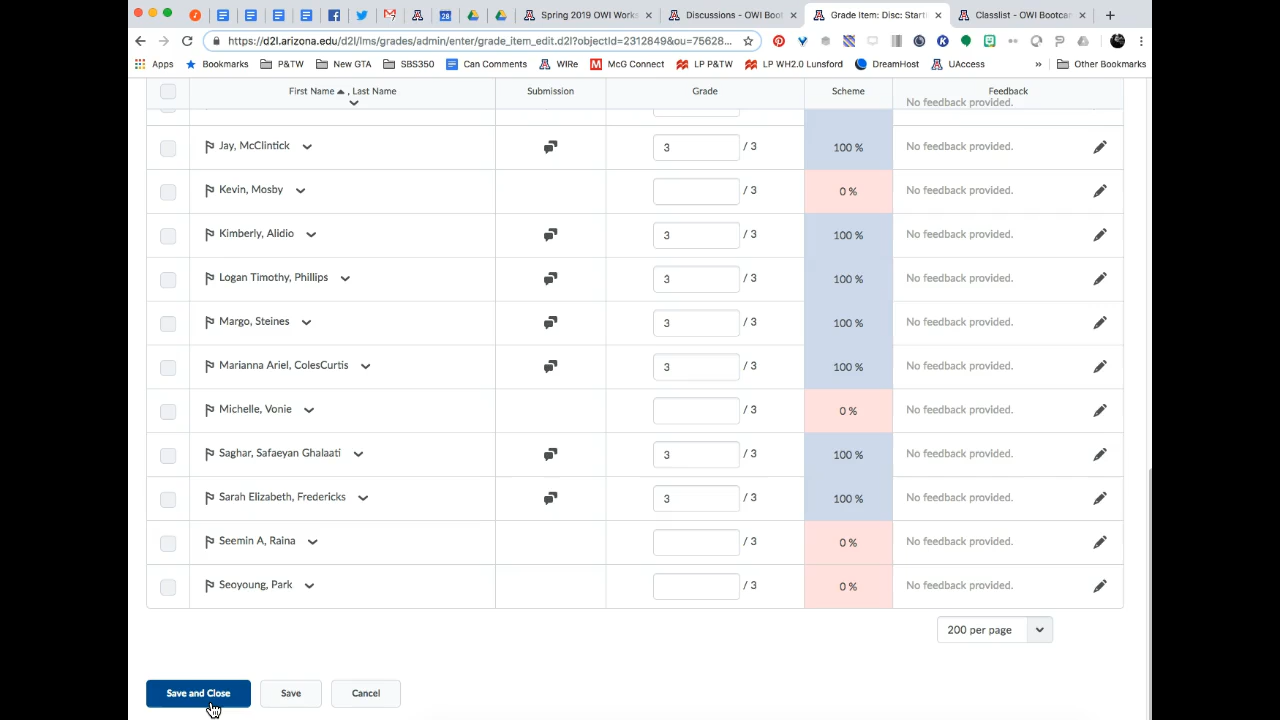 Spring 2019 OWI Works
Discussions - OWI Boot
Grade Item: Disc: Start
Classlist - OWI Bootcam
https://d2l.arizona.edu/d2l/lms/grades/admin/enter/grade_item_edit.d2l?objectId=2312849&ou=75628...
Apps
Bookmarks
P&TW
New GTA
SBS350
Can Comments
WIRe
McG Connect
LP P&TW
LP WH2.0 Lunsford
DreamHost
UAccess
»
Other Bookmarks
First Name , Last Name
Submission
Grade
Scheme
Feedback
No feedback provided.
Jay, McClintick 3 / 3 100 % No feedback provided.
Kevin, Mosby / 3 0 % No feedback provided.
Kimberly, Alidio 3 / 3 100 % No feedback provided.
Logan Timothy, Phillips 3 / 3 100 % No feedback provided.
Margo, Steines 3 / 3 100 % No feedback provided.
Marianna Ariel, ColesCurtis 3 / 3 100 % No feedback provided.
Michelle, Vonie / 3 0 % No feedback provided.
Saghar, Safaeyan Ghalaati 3 / 3 100 % No feedback provided.
Sarah Elizabeth, Fredericks 3 / 3 100 % No feedback provided.
Seemin A, Raina / 3 0 % No feedback provided.
Seoyoung, Park / 3 0 % No feedback provided.
200 per page
Save and Close
Save
Cancel